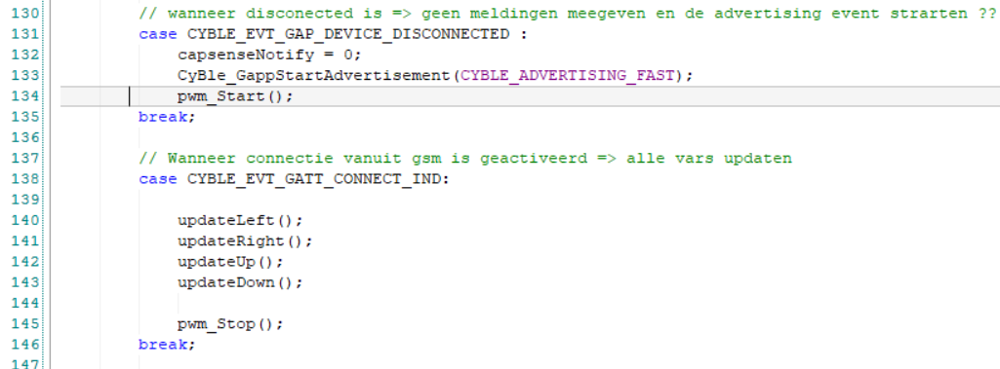 130 // wanneer disconected is => geen meldingen meegeven en de advertising event strarten ??
131 case CYBLE_EVT_GAP_DEVICE_DISCONNECTED :
132 capsenseNotify = 0;
133 CyBle_GappStartAdvertisement(CYBLE_ADVERTISING_FAST);
134 pwm_Start();
135 break;
136
137 // Wanneer connectie vanuit gsm is geactiveerd => alle vars updaten
138 case CYBLE_EVT_GATT_CONNECT_IND:
139
140 updateLeft();
141 updateRight();
142 updateUp();
143 updateDown();
144
145 pwm_Stop();
146 break;
147